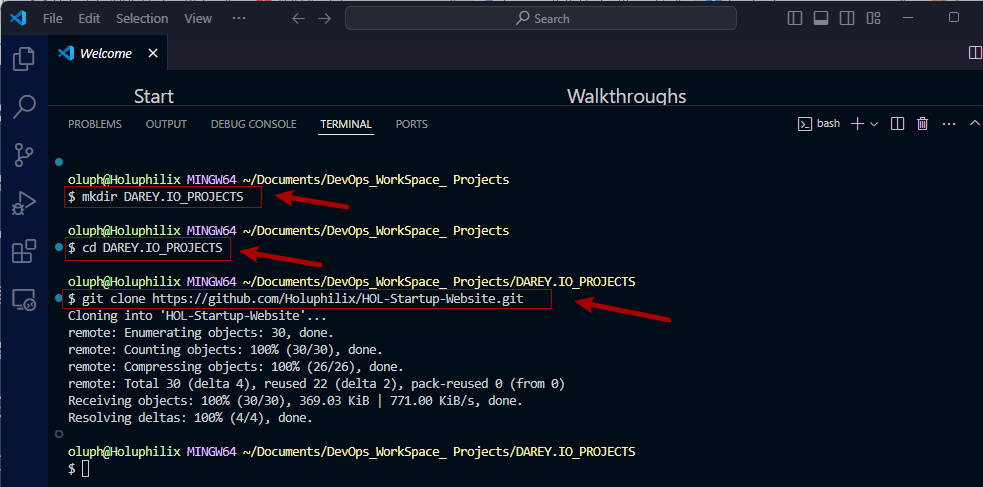 File Edit Selection View ··· Search
Welcome
Start Walkthroughs
PROBLEMS OUTPUT DEBUG CONSOLE TERMINAL PORTS bash
oluph@Holuphilix MINGW64 ~/Documents/DevOps_WorkSpace_ Projects
$ mkdir DAREY.IO_PROJECTS
oluph@Holuphilix MINGW64 ~/Documents/DevOps_WorkSpace_ Projects
$ cd DAREY.IO_PROJECTS
oluph@Holuphilix MINGW64 ~/Documents/DevOps_WorkSpace_ Projects/DAREY.IO_PROJECTS
$ git clone https://github.com/Holuphilix/HOL-Startup-Website.git
Cloning into 'HOL-Startup-Website'...
remote: Enumerating objects: 30, done.
remote: Counting objects: 100% (30/30), done.
remote: Compressing objects: 100% (26/26), done.
remote: Total 30 (delta 4), reused 22 (delta 2), pack-reused 0 (from 0)
Receiving objects: 100% (30/30), 369.03 KiB | 771.00 KiB/s, done.
Resolving deltas: 100% (4/4), done.
oluph@Holuphilix MINGW64 ~/Documents/DevOps_WorkSpace_ Projects/DAREY.IO_PROJECTS
$